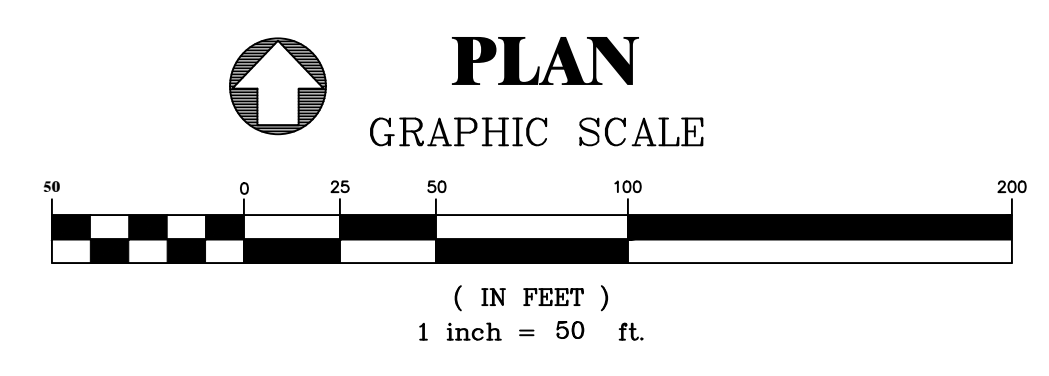 PLAN
GRAPHIC SCALE
50 0 25 50 100 200
( IN FEET )
1 inch = 50 ft.